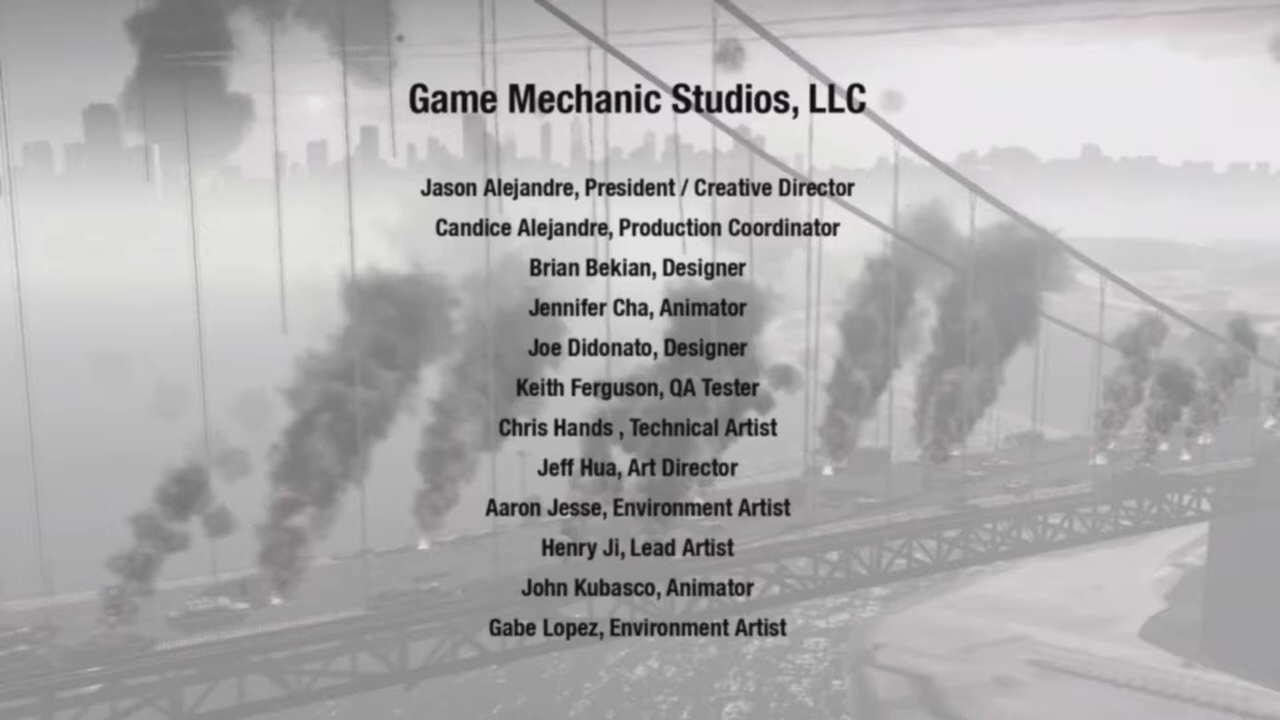 Game Mechanic Studios, LLC
Jason Alejandre, President / Creative Director
Candice Alejandre, Production Coordinator
Brian Bekian, Designer
Jennifer Cha, Animator
Joe Didonato, Designer
Keith Ferguson, QA Tester
Chris Hands , Technical Artist
Jeff Hua, Art Director
Aaron Jesse, Environment Artist
Henry Ji, Lead Artist
John Kubasco, Animator
Gabe Lopez, Environment Artist